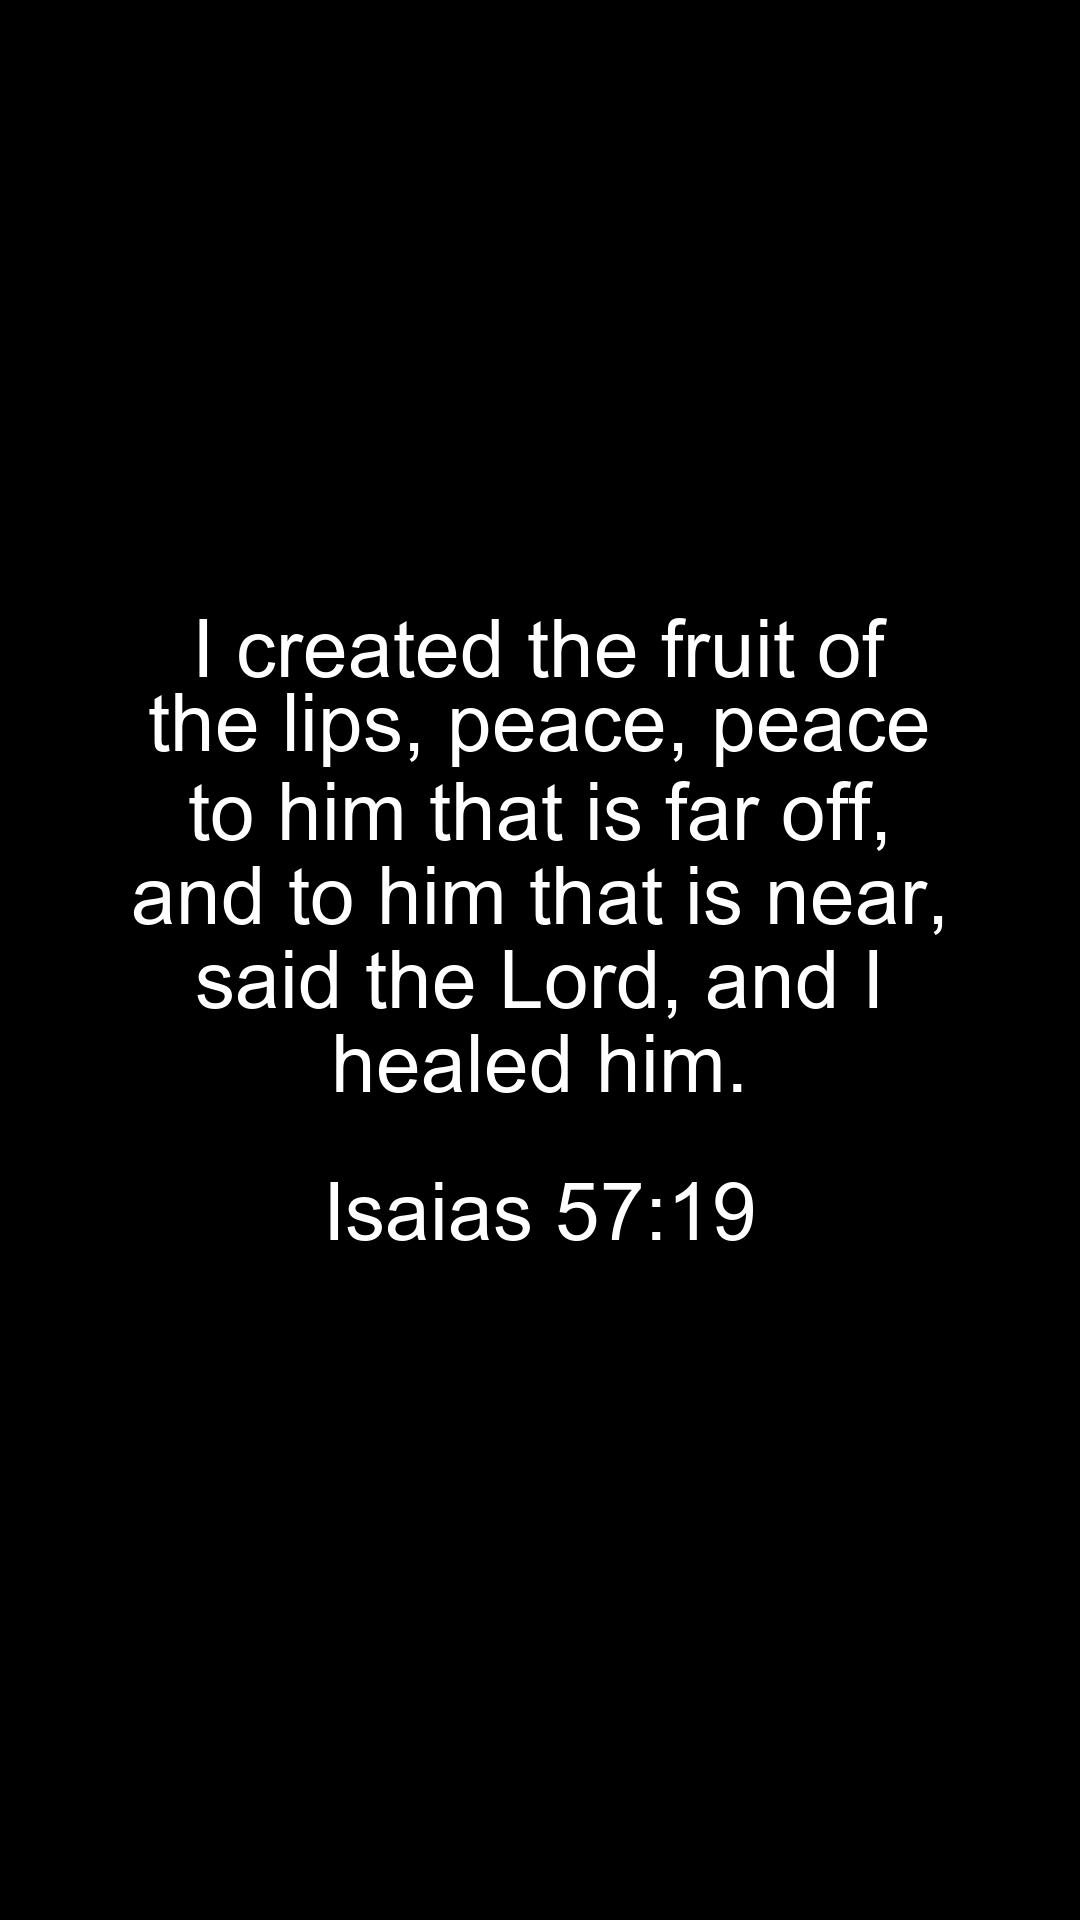 I created the fruit of
the lips, peace, peace
to him that is far off,
and to him that is near,
said the Lord, and I
healed him.
Isaias 57:19